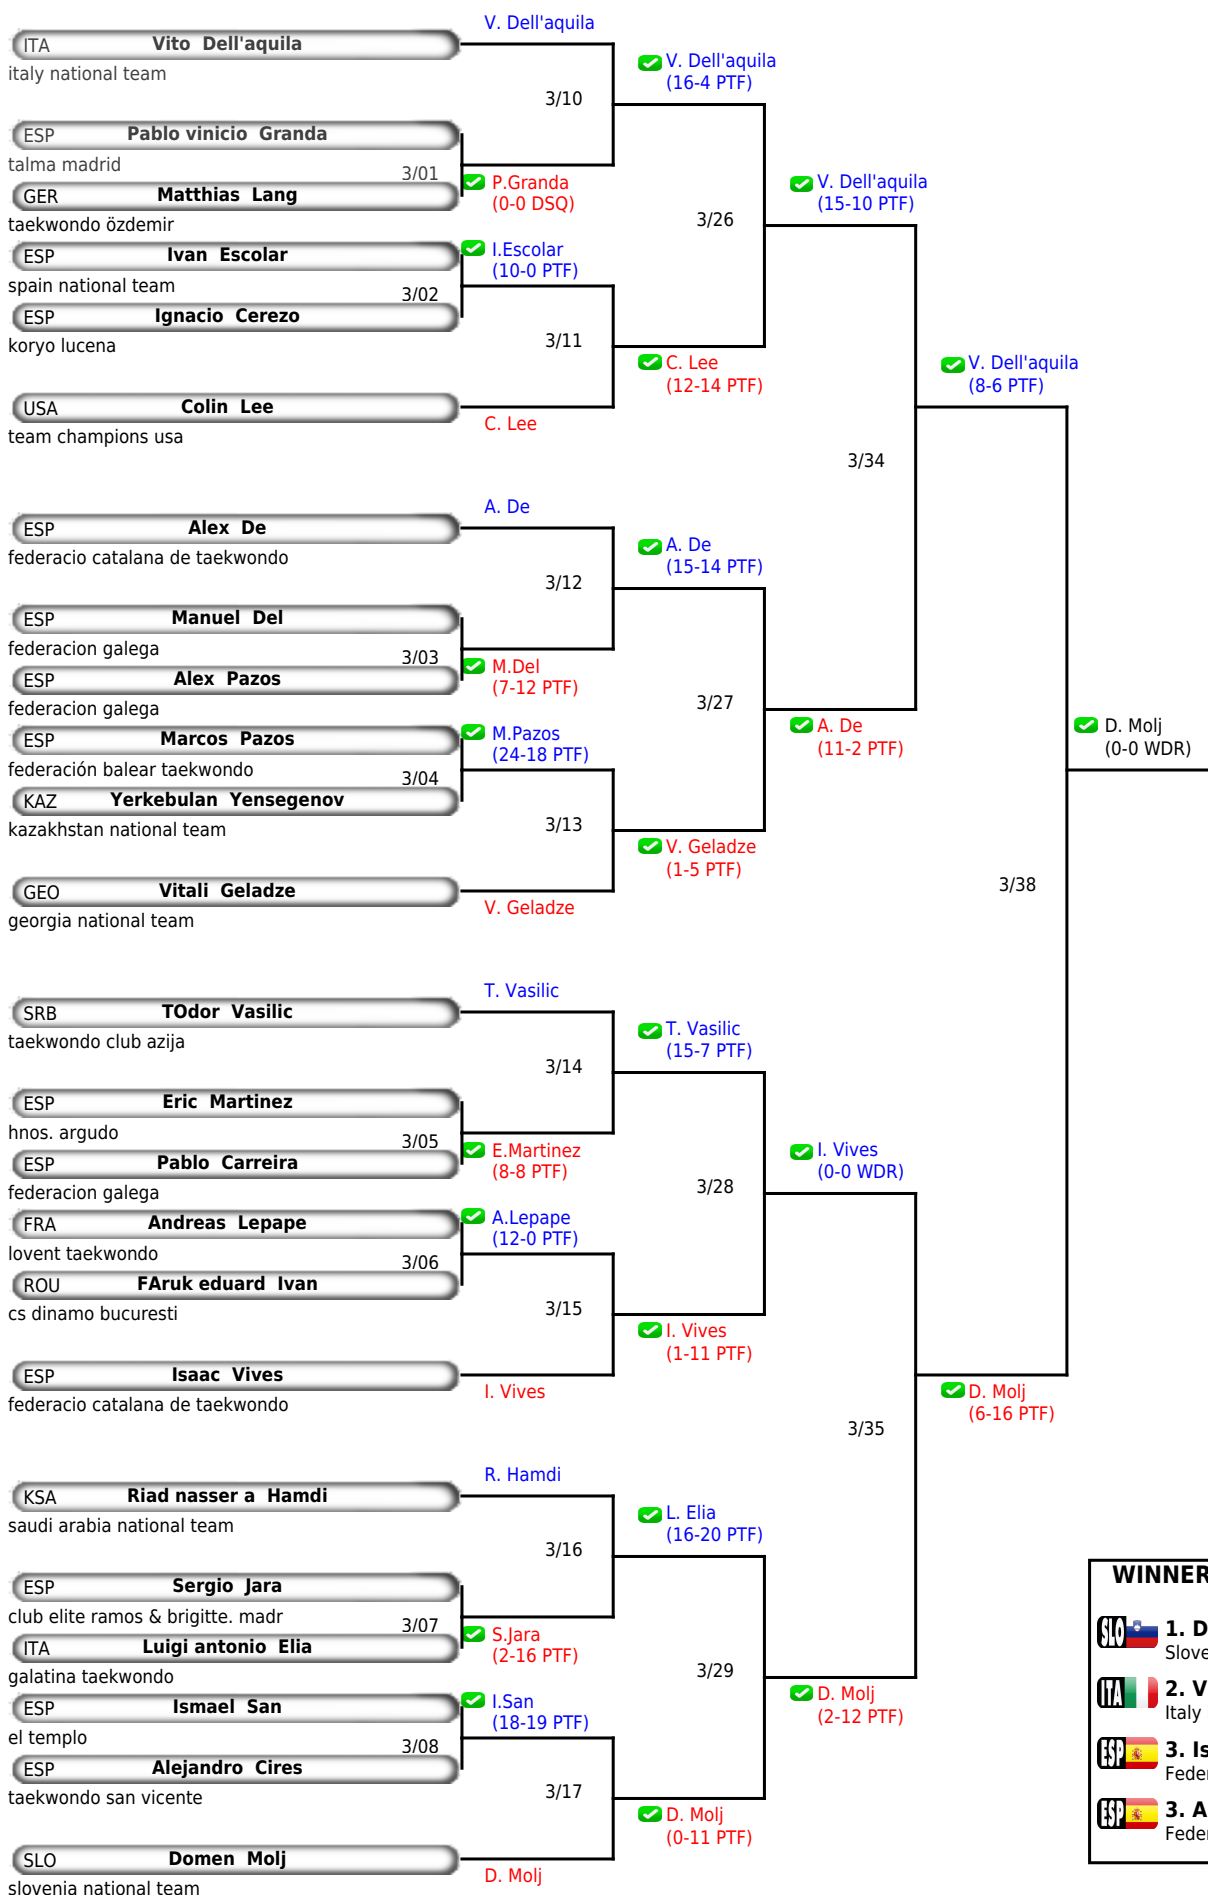 V. Dell'aquila
ITA Vito Dell'aquila
italy national team
V. Dell'aquila
(16-4 PTF)
3/10
ESP Pablo vinicio Granda
talma madrid
3/01
P.Granda
(0-0 DSQ)
GER Matthias Lang
taekwondo özdemir
V. Dell'aquila
(15-10 PTF)
3/26
ESP Ivan Escolar
spain national team
I.Escolar
(10-0 PTF)
3/02
ESP Ignacio Cerezo
koryo lucena
3/11
C. Lee
(12-14 PTF)
USA Colin Lee
team champions usa
C. Lee
V. Dell'aquila
(8-6 PTF)
3/34
A. De
ESP Alex De
federacio catalana de taekwondo
A. De
(15-14 PTF)
3/12
ESP Manuel Del
federacion galega
3/03
M.Del
(7-12 PTF)
ESP Alex Pazos
federacion galega
3/27
ESP Marcos Pazos
federación balear taekwondo
M.Pazos
(24-18 PTF)
A. De
(11-2 PTF)
D. Molj
(0-0 WDR)
3/04
KAZ Yerkebulan Yensegenov
kazakhstan national team
3/13
V. Geladze
(1-5 PTF)
GEO Vitali Geladze
georgia national team
V. Geladze
3/38
T. Vasilic
SRB TOdor Vasilic
taekwondo club azija
T. Vasilic
(15-7 PTF)
3/14
ESP Eric Martinez
hnos. argudo
3/05
E.Martinez
(8-8 PTF)
I. Vives
(0-0 WDR)
ESP Pablo Carreira
federacion galega
3/28
FRA Andreas Lepape
lovent taekwondo
A.Lepape
(12-0 PTF)
3/06
ROU FAruk eduard Ivan
cs dinamo bucuresti
3/15
I. Vives
(1-11 PTF)
ESP Isaac Vives
federacio catalana de taekwondo
I. Vives
D. Molj
(6-16 PTF)
3/35
R. Hamdi
KSA Riad nasser a Hamdi
saudi arabia national team
L. Elia
(16-20 PTF)
3/16
ESP Sergio Jara
club elite ramos & brigitte. madr
3/07
S.Jara
(2-16 PTF)
ITA Luigi antonio Elia
galatina taekwondo
3/29
ESP Ismael San
el templo
I.San
(18-19 PTF)
D. Molj
(2-12 PTF)
3/08
ESP Alejandro Cires
taekwondo san vicente
3/17
D. Molj
(0-11 PTF)
SLO Domen Molj
slovenia national team
D. Molj
WINNER
SLO 1. D
Slove
ITA 2. V
Italy
ESP 3. Is
Feder
ESP 3. A
Feder